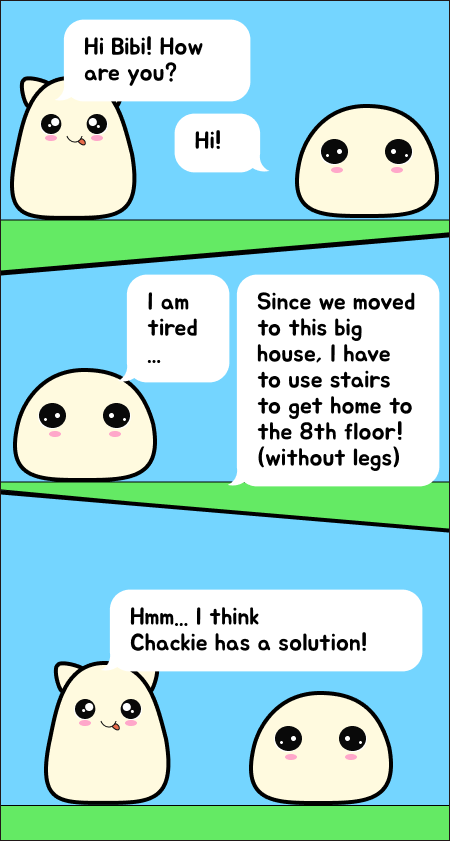 Hi Bibi! How
are you?
Hi!
I am
tired
...
Since we moved
to this big
house, I have
to use stairs
to get home to
the 8th floor!
(without legs)
Hmm... I think
Chackie has a solution!